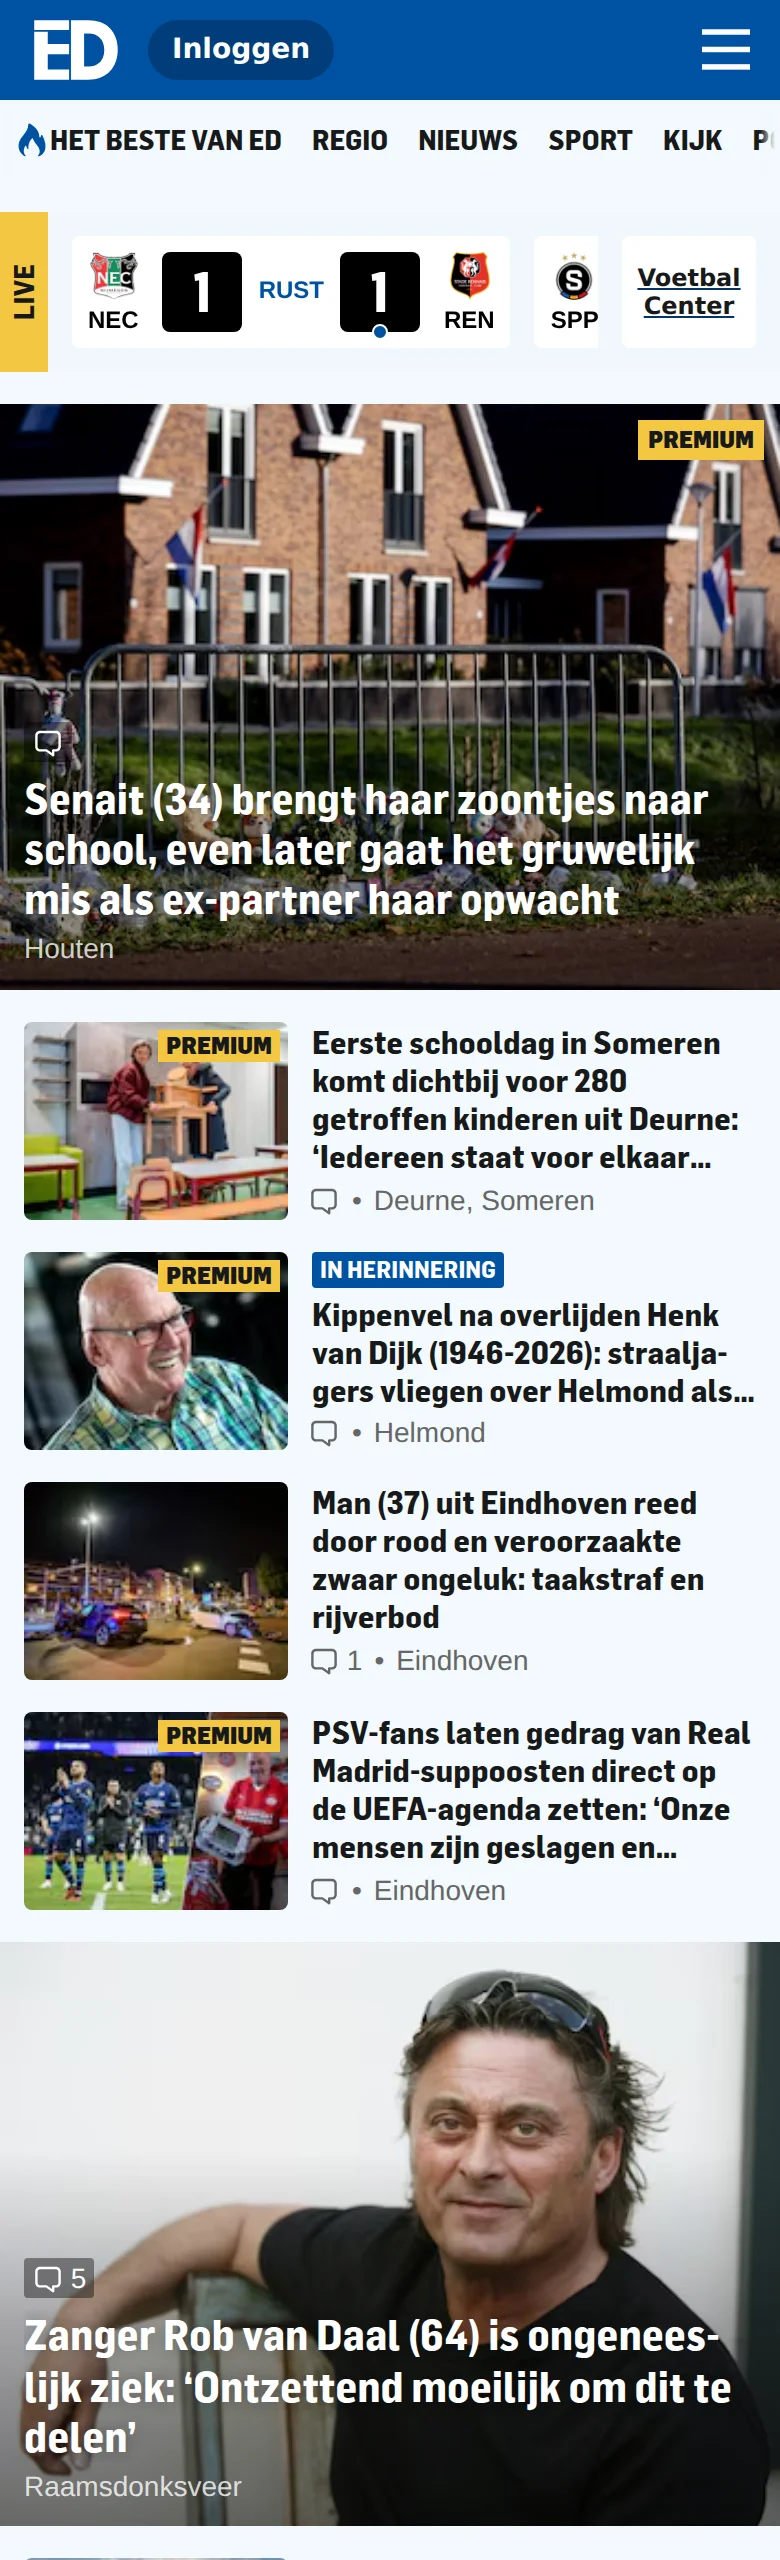 ED
Inloggen
HET BESTE VAN ED REGIO NIEUWS SPORT KIJK
LIVE
NEC 1 RUST 1 REN
SPP
Voetbal
Center
PREMIUM
Senait (34) brengt haar zoontjes naar
school, even later gaat het gruwelijk
mis als ex-partner haar opwacht
Houten
PREMIUM
Eerste schooldag in Someren
komt dichtbij voor 280
getroffen kinderen uit Deurne:
‘Iedereen staat voor elkaar...
• Deurne, Someren
PREMIUM
IN HERINNERING
Kippenvel na overlijden Henk
van Dijk (1946-2026): straalja-
gers vliegen over Helmond als...
• Helmond
Man (37) uit Eindhoven reed
door rood en veroorzaakte
zwaar ongeluk: taakstraf en
rijverbod
1 • Eindhoven
PREMIUM
PSV-fans laten gedrag van Real
Madrid-suppoosten direct op
de UEFA-agenda zetten: ‘Onze
mensen zijn geslagen en...
• Eindhoven
5
Zanger Rob van Daal (64) is ongenees-
lijk ziek: ‘Ontzettend moeilijk om dit te
delen’
Raamsdonksveer